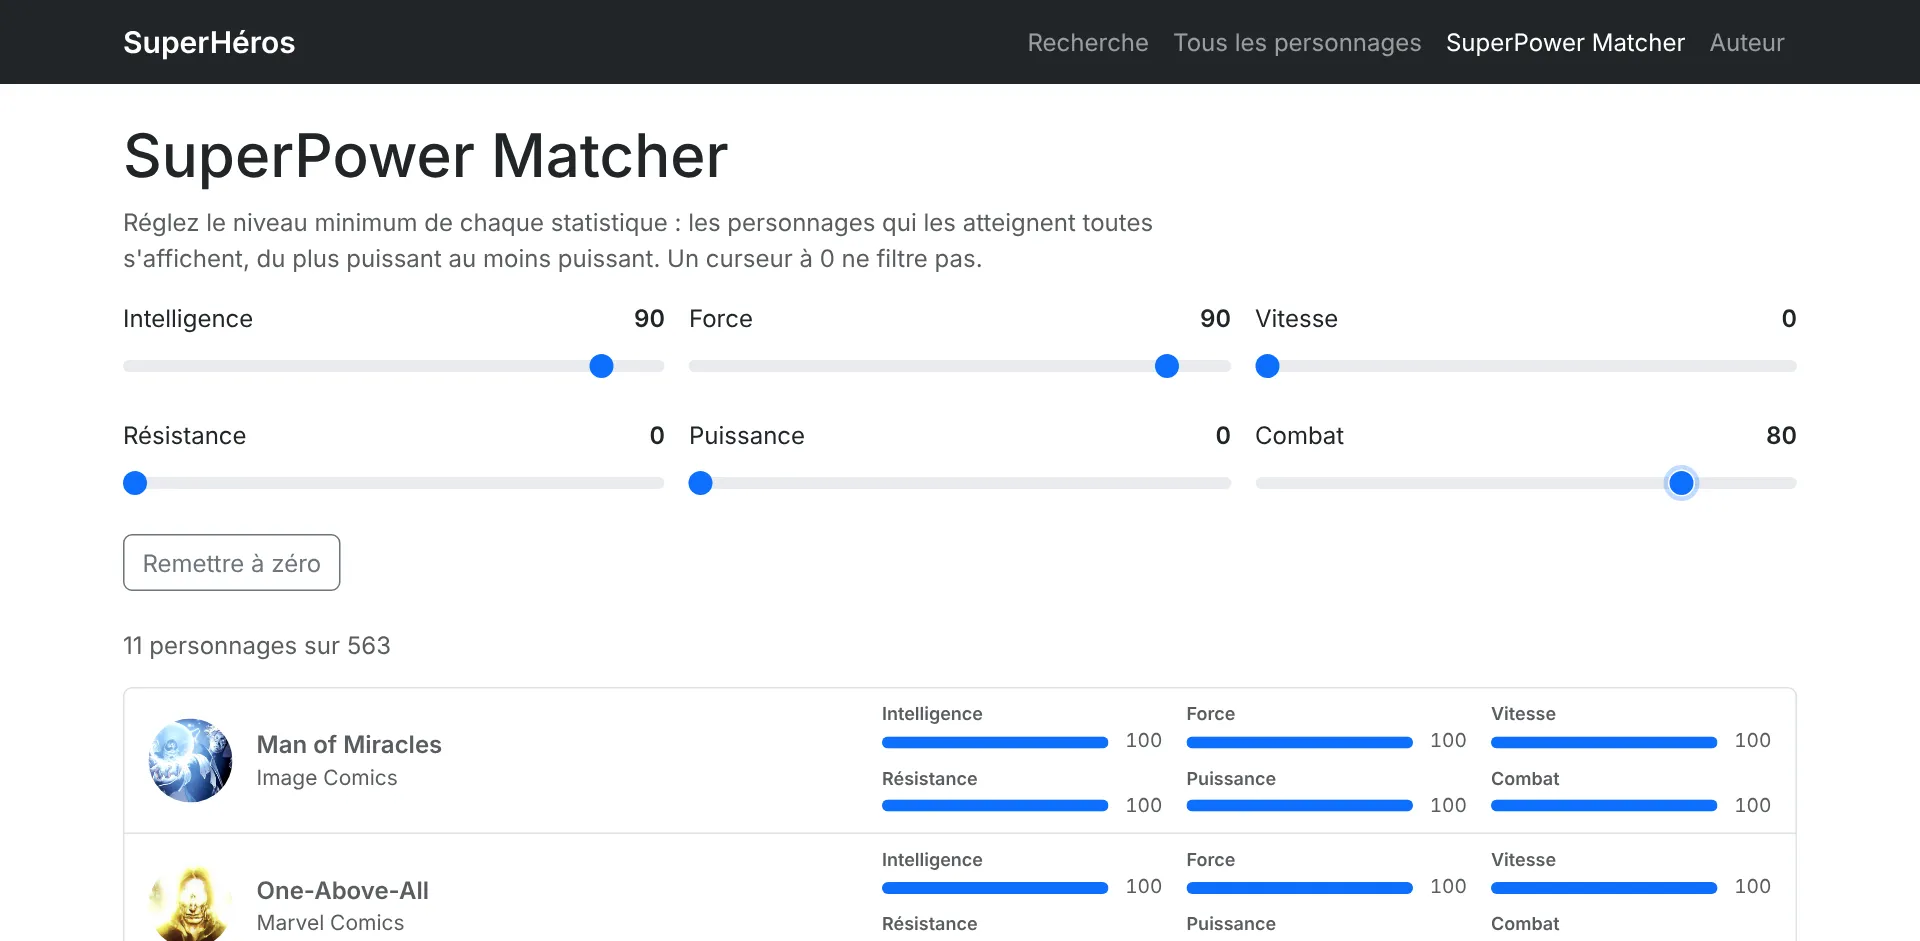 SuperHéros
Recherche Tous les personnages SuperPower Matcher Auteur
SuperPower Matcher
Réglez le niveau minimum de chaque statistique : les personnages qui les atteignent toutes
s'affichent, du plus puissant au moins puissant. Un curseur à 0 ne filtre pas.
Intelligence 90 Force 90 Vitesse 0
Résistance 0 Puissance 0 Combat 80
Remettre à zéro
11 personnages sur 563
Man of Miracles
Image Comics
Intelligence Force Vitesse
100 100 100
Résistance Puissance Combat
100 100 100
One-Above-All
Marvel Comics
Intelligence Force Vitesse
100 100 100
Résistance Puissance Combat